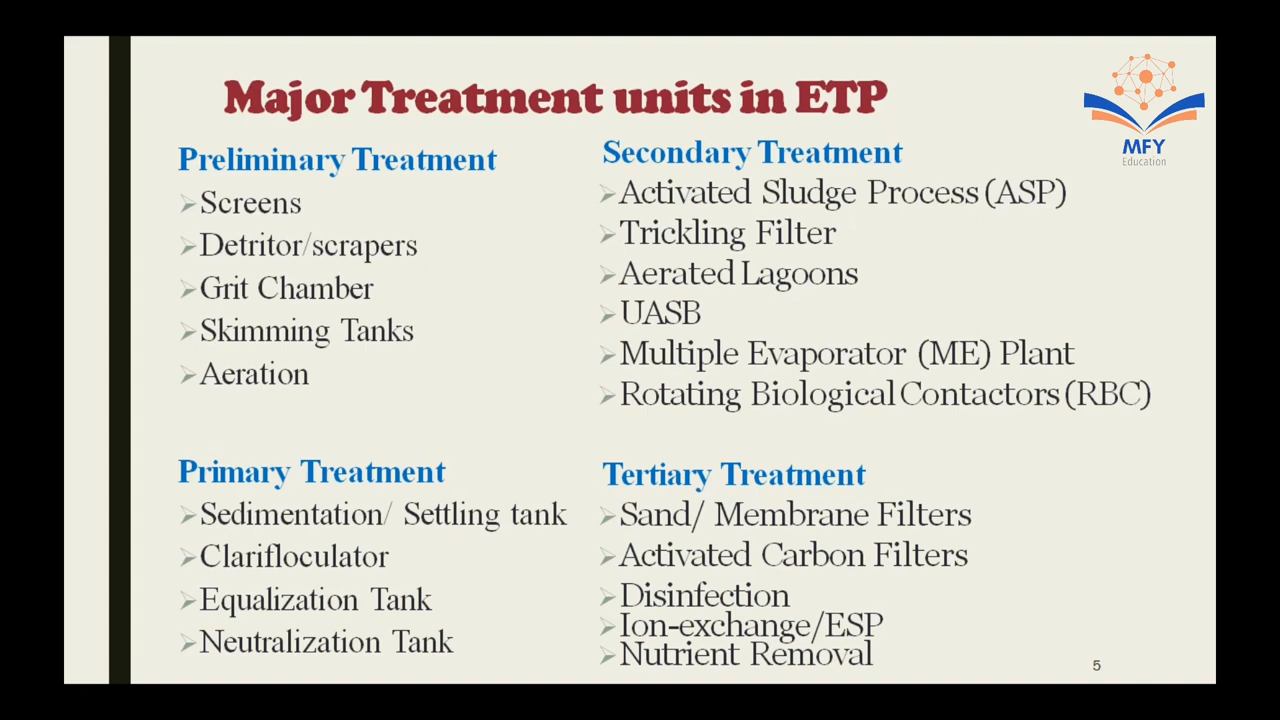 Major Treatment units in ETP
MFY
Education
Preliminary Treatment
Screens
Detritor/scrapers
Grit Chamber
Skimming Tanks
Aeration
Primary Treatment
Sedimentation/ Settling tank
Clarifloculator
Equalization Tank
Neutralization Tank
Secondary Treatment
Activated Sludge Process (ASP)
Trickling Filter
Aerated Lagoons
UASB
Multiple Evaporator (ME) Plant
Rotating Biological Contactors (RBC)
Tertiary Treatment
Sand/ Membrane Filters
Activated Carbon Filters
Disinfection
Ion-exchange/ESP
Nutrient Removal
5